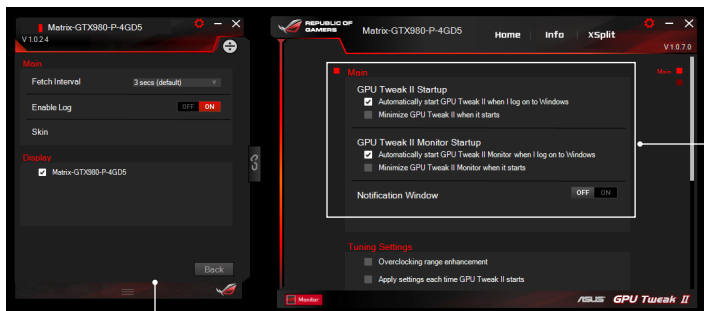 Matrix-GTX980-P-4GD5
V 1.0.2.4
Main
Fetch Interval 3 secs (default)
Enable Log OFF ON
Skin
Display
Matrix-GTX980-P-4GD5
Back
REPUBLIC OF
GAMERS
Matrix-GTX980-P-4GD5
Home Info XSplit
V 1.0.7.0
Main
Main
GPU Tweak II Startup
Automatically start GPU Tweak II when I log on to Windows
Minimize GPU Tweak II when it starts
GPU Tweak II Monitor Startup
Automatically start GPU Tweak II Monitor when I log on to Windows
Minimize GPU Tweak II Monitor when it starts
Notification Window OFF ON
Tuning Settings
Overclocking range enhancement
Apply settings each time GPU Tweak II starts
Monitor
ASUS GPU Tweak II